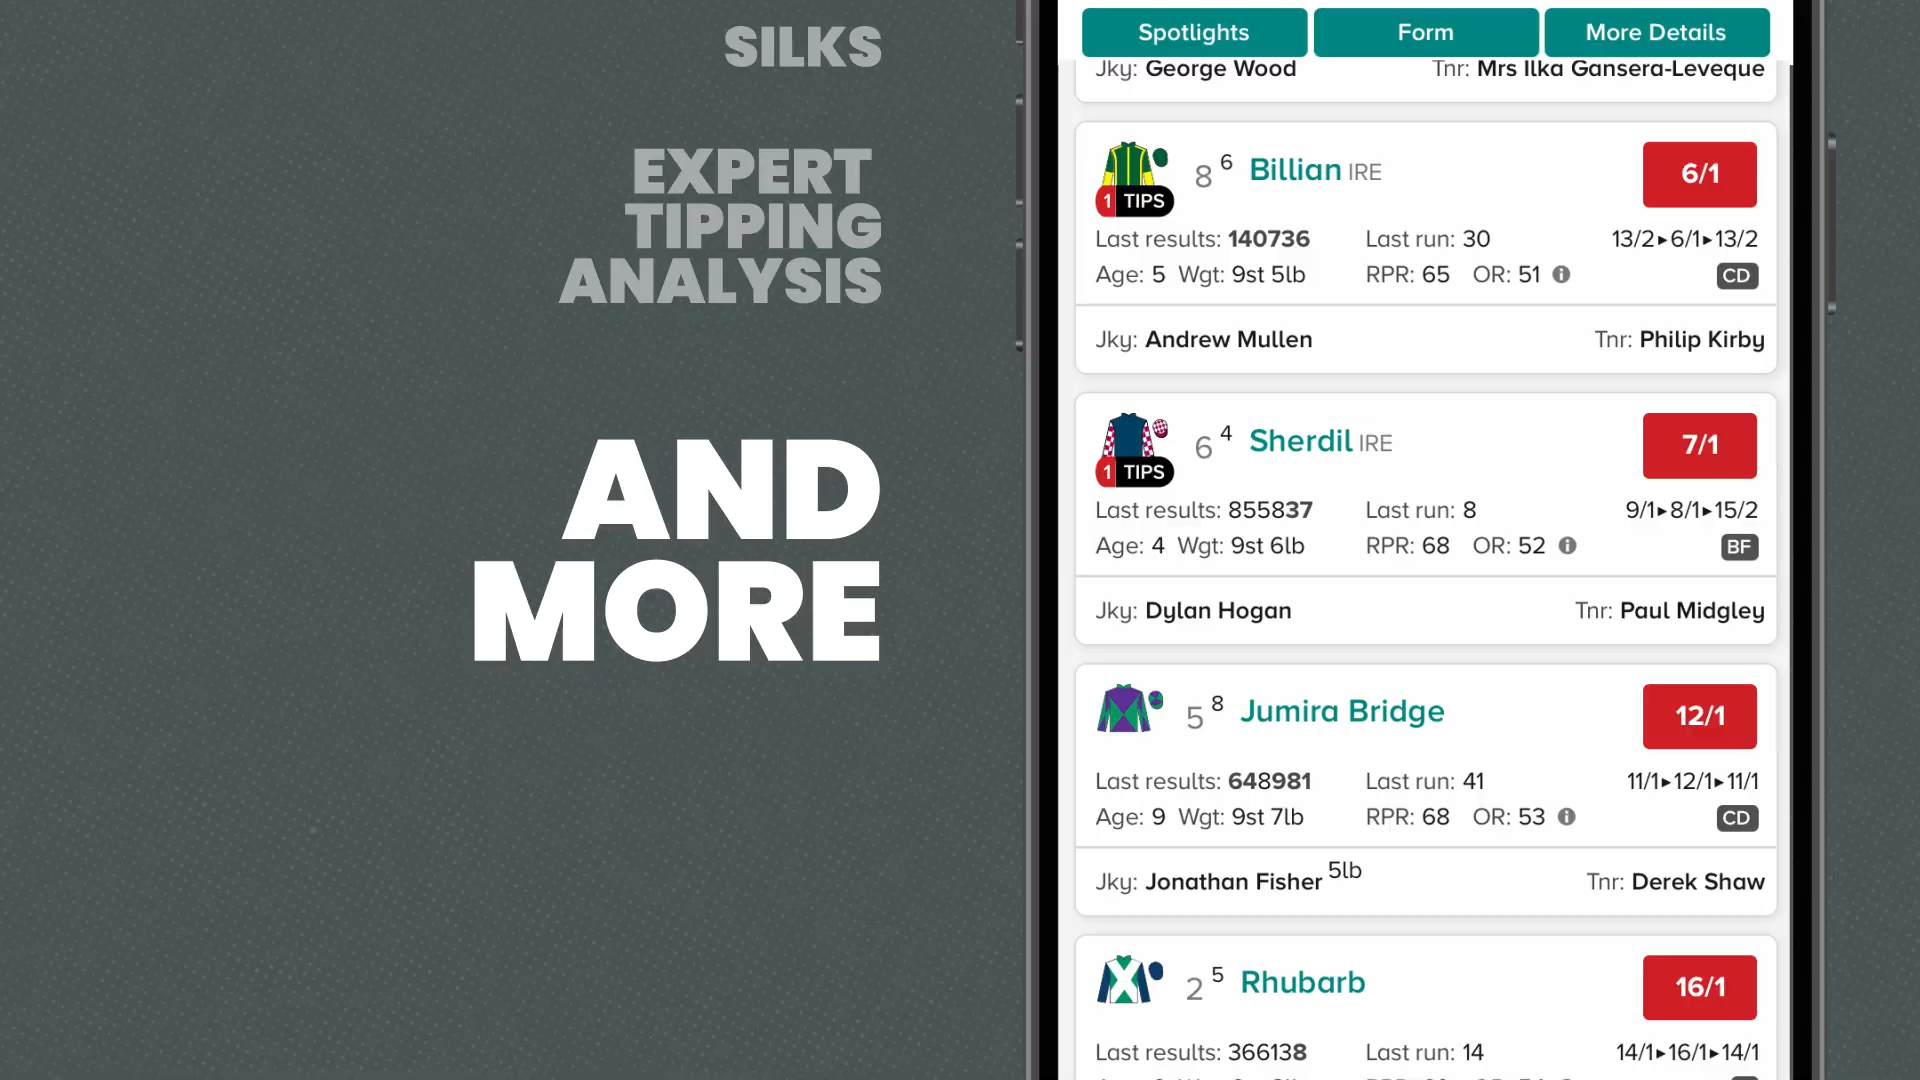 SILKS
EXPERT
TIPPING
ANALYSIS
AND
MORE
Spotlights Form More Details
Jky: George Wood Tnr: Mrs Ilka Gansera-Leveque
8 6 Billian IRE 6/1
1 TIPS
Last results: 140736 Last run: 30 13/2▸6/1▸13/2
Age: 5 Wgt: 9st 5lb RPR: 65 OR: 51 i CD
Jky: Andrew Mullen Tnr: Philip Kirby
6 4 Sherdil IRE 7/1
1 TIPS
Last results: 855837 Last run: 8 9/1▸8/1▸15/2
Age: 4 Wgt: 9st 6lb RPR: 68 OR: 52 i BF
Jky: Dylan Hogan Tnr: Paul Midgley
5 8 Jumira Bridge 12/1
Last results: 648981 Last run: 41 11/1▸12/1▸11/1
Age: 9 Wgt: 9st 7lb RPR: 68 OR: 53 i CD
Jky: Jonathan Fisher 5lb Tnr: Derek Shaw
2 5 Rhubarb 16/1
Last results: 366138 Last run: 14 14/1▸16/1▸14/1